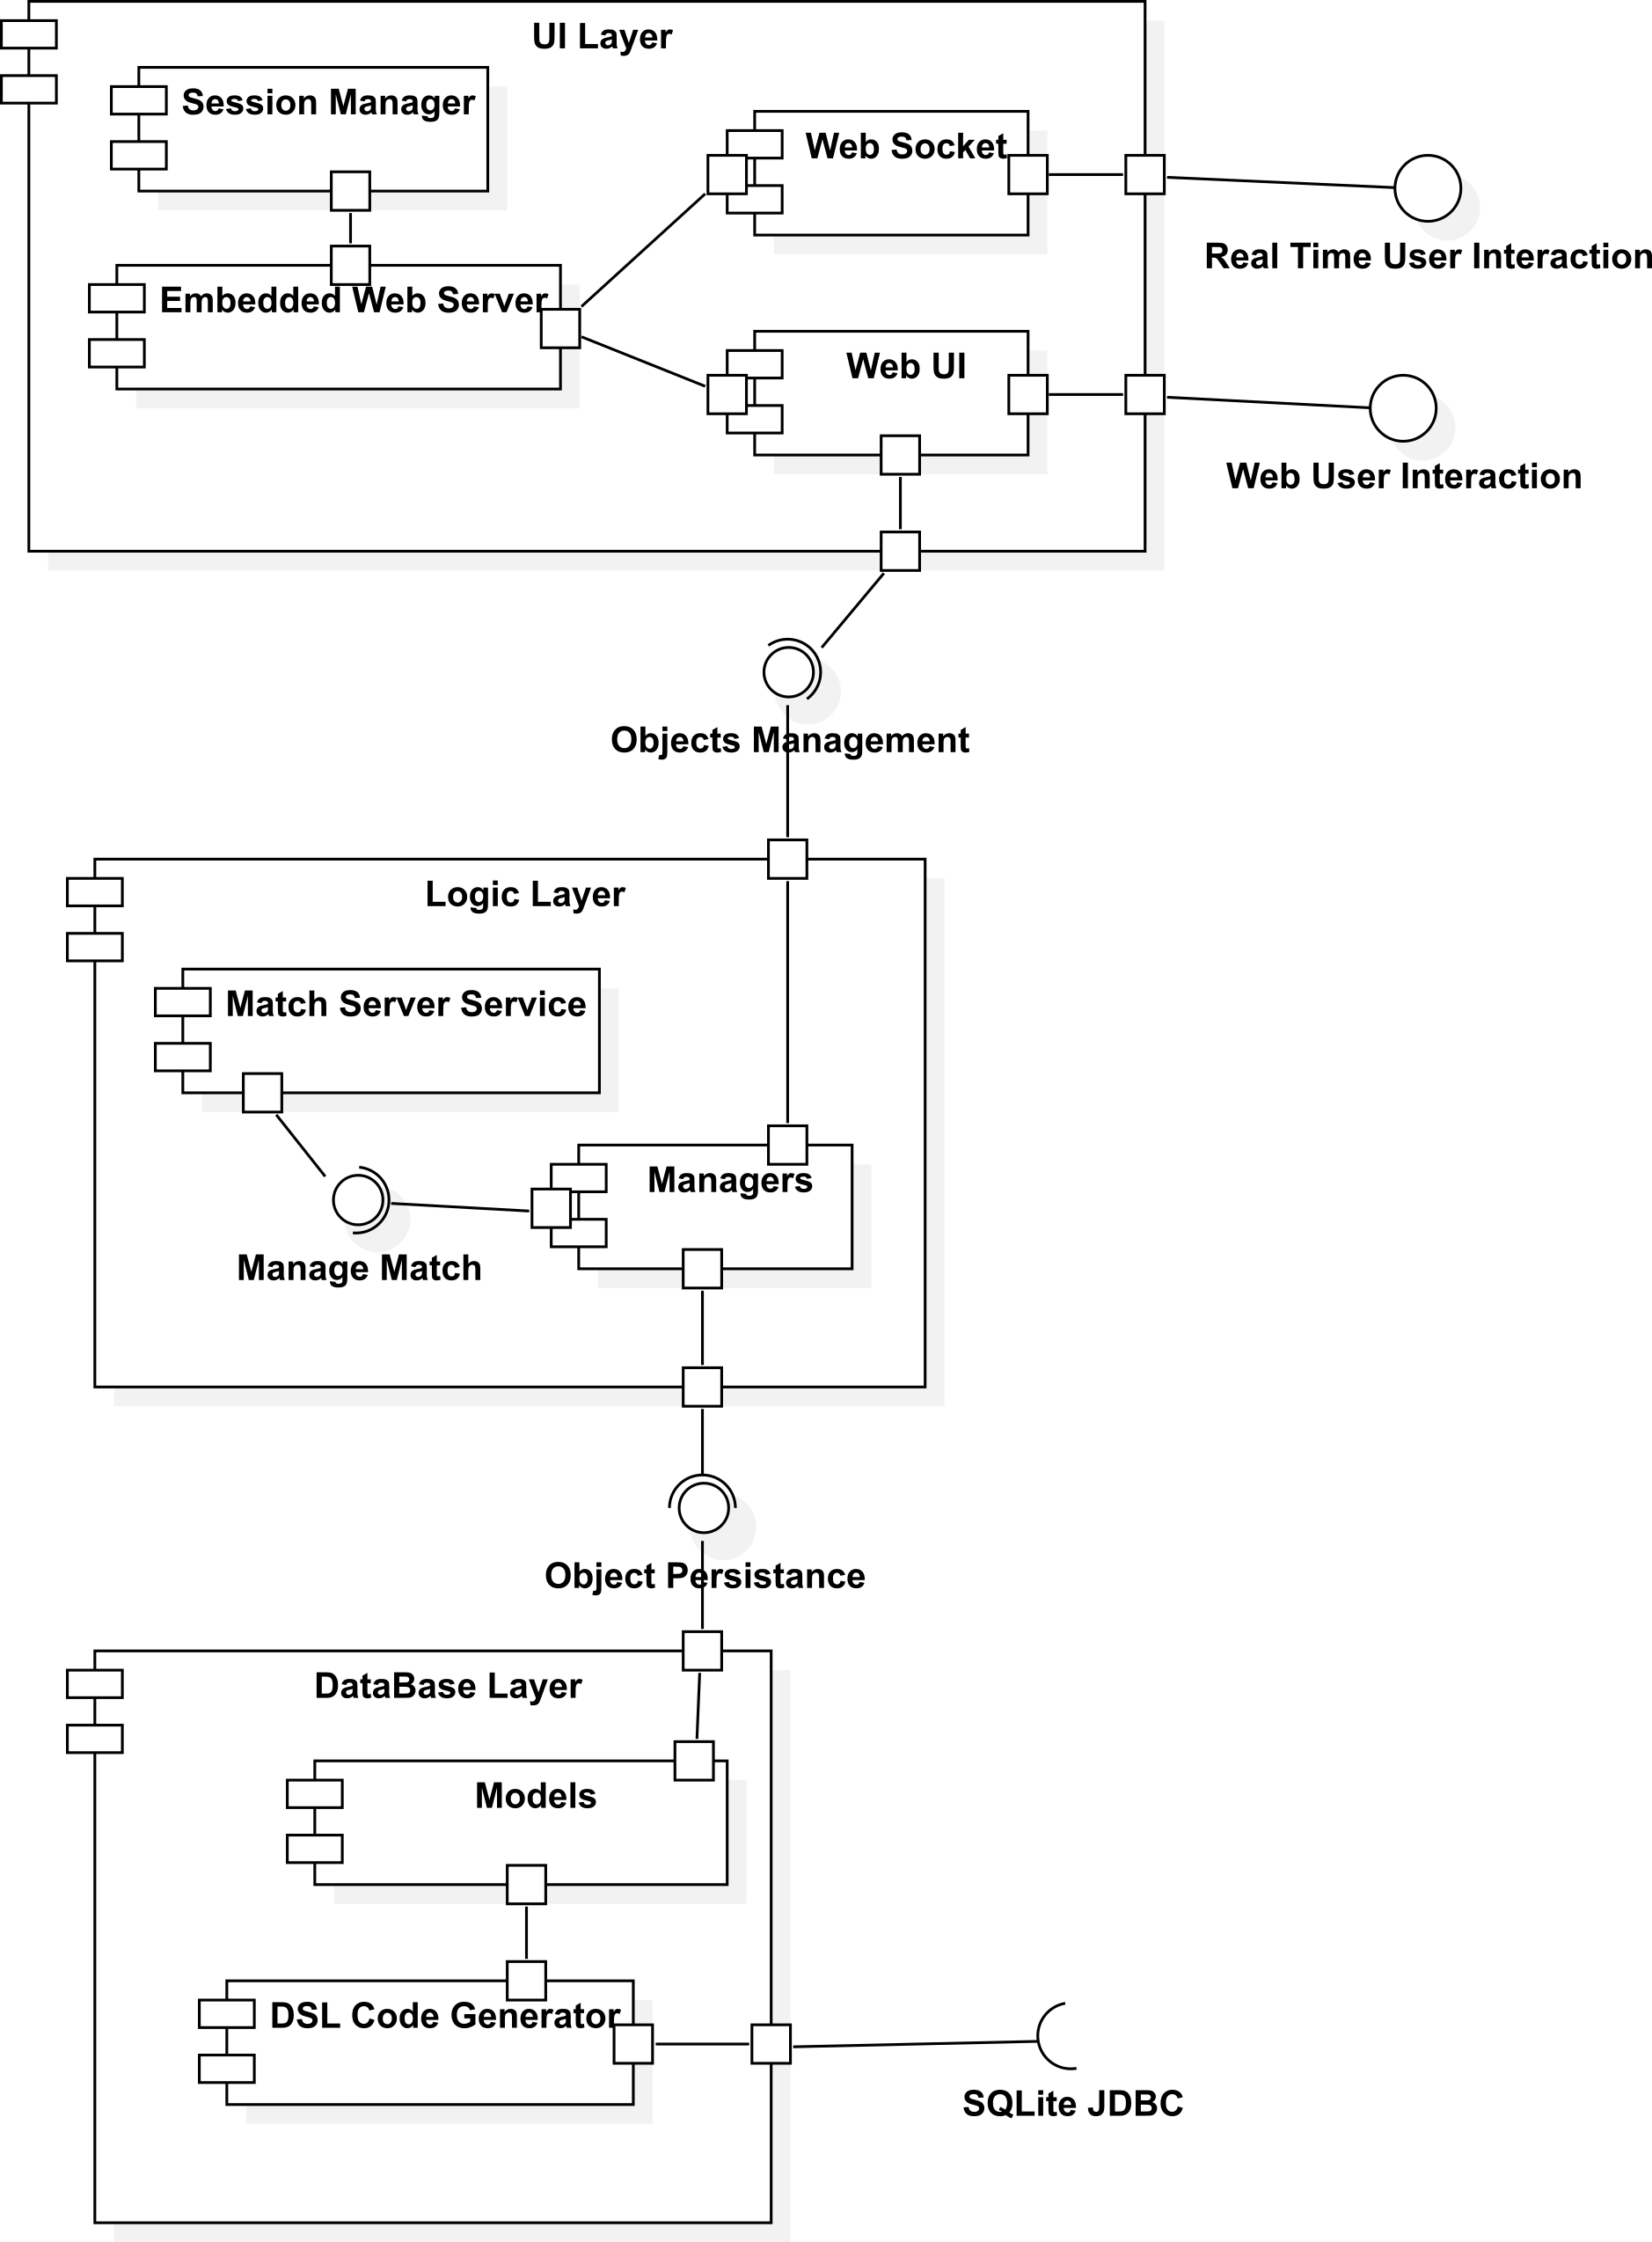 UI Layer
Session Manager
Web Socket
Real Time User Interaction
Embedded Web Server
Web UI
Web User Interaction
Objects Management
Logic Layer
Match Server Service
Managers
Manage Match
Object Persistance
DataBase Layer
Models
DSL Code Generator
SQLite JDBC